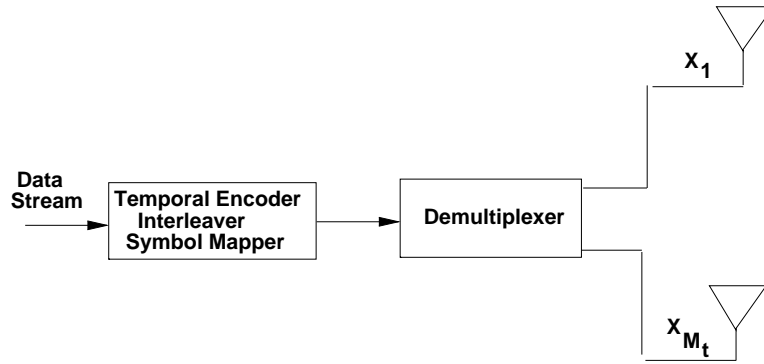 Data
Stream
Temporal Encoder
Interleaver
Symbol Mapper
Demultiplexer
X1
XMt